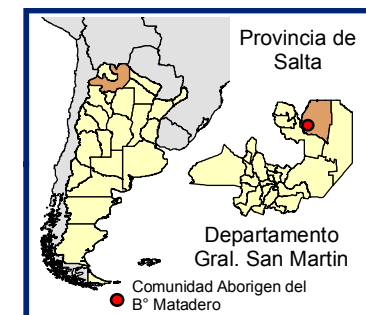 Provincia de
Salta
Departamento
Gral. San Martin
Comunidad Aborigen del
B° Matadero